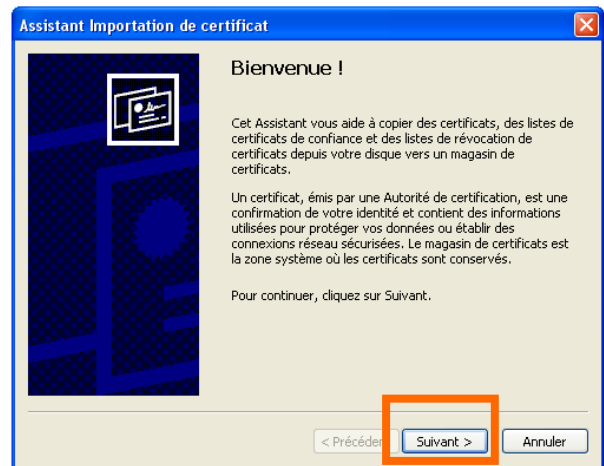 Assistant Importation de certificat
Bienvenue !
Cet Assistant vous aide à copier des certificats, des listes de
certificats de confiance et des listes de révocation de
certificats depuis votre disque vers un magasin de
certificats.
Un certificat, émis par une Autorité de certification, est une
confirmation de votre identité et contient des informations
utilisées pour protéger vos données ou établir des
connexions réseau sécurisées. Le magasin de certificats est
la zone système où les certificats sont conservés.
Pour continuer, cliquez sur Suivant.
< Précéden Suivant > Annuler